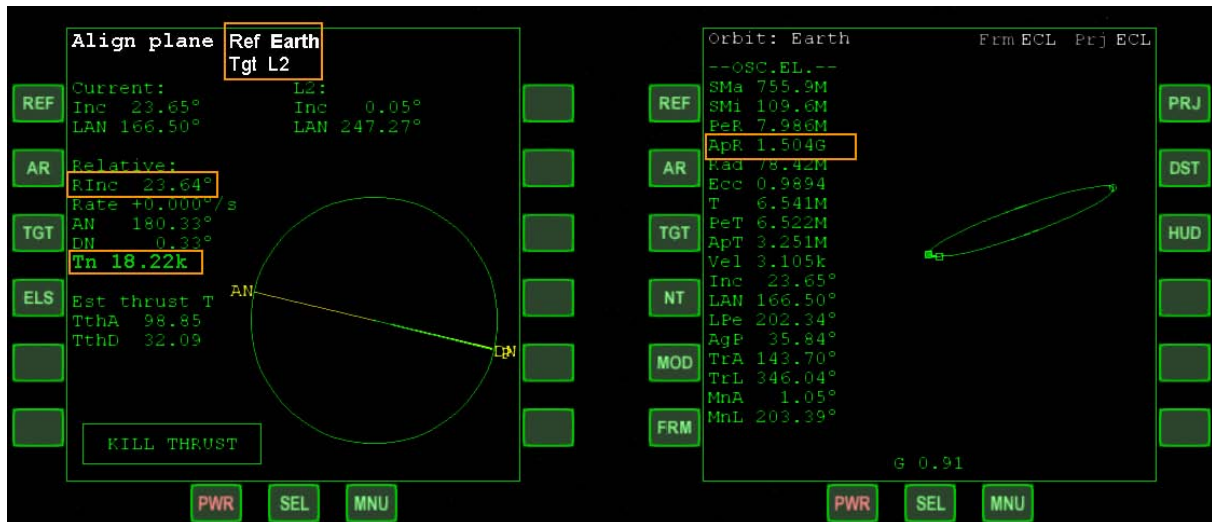 Align plane Ref Earth
Tgt L2
Current: L2:
Inc 23.65° Inc 0.05°
LAN 166.50° LAN 247.27°
Relative:
RInc 23.64°
Rate +0.000°/s
AN 180.33°
DN 0.33°
Tn 18.22k
Est thrust T
TthA 98.85
TthD 32.09
AN
KILL THRUST
REF
AR
TGT
ELS
PWR SEL MNU
Orbit: Earth Frm ECL Prj ECL
--OSC.EL.--
SMa 755.9M
SMi 109.6M
PeR 7.986M
ApR 1.504G
Rad 78.42M
Ecc 0.9894
T 6.541M
PeT 6.522M
ApT 3.251M
Vel 3.105k
Inc 23.65°
LAN 166.50°
LPe 202.34°
AgP 35.84°
TrA 143.70°
TrL 346.04°
MnA 1.05°
MnL 203.39°
G 0.91
REF
AR
TGT
NT
MOD
FRM
PRJ
DST
HUD
PWR SEL MNU